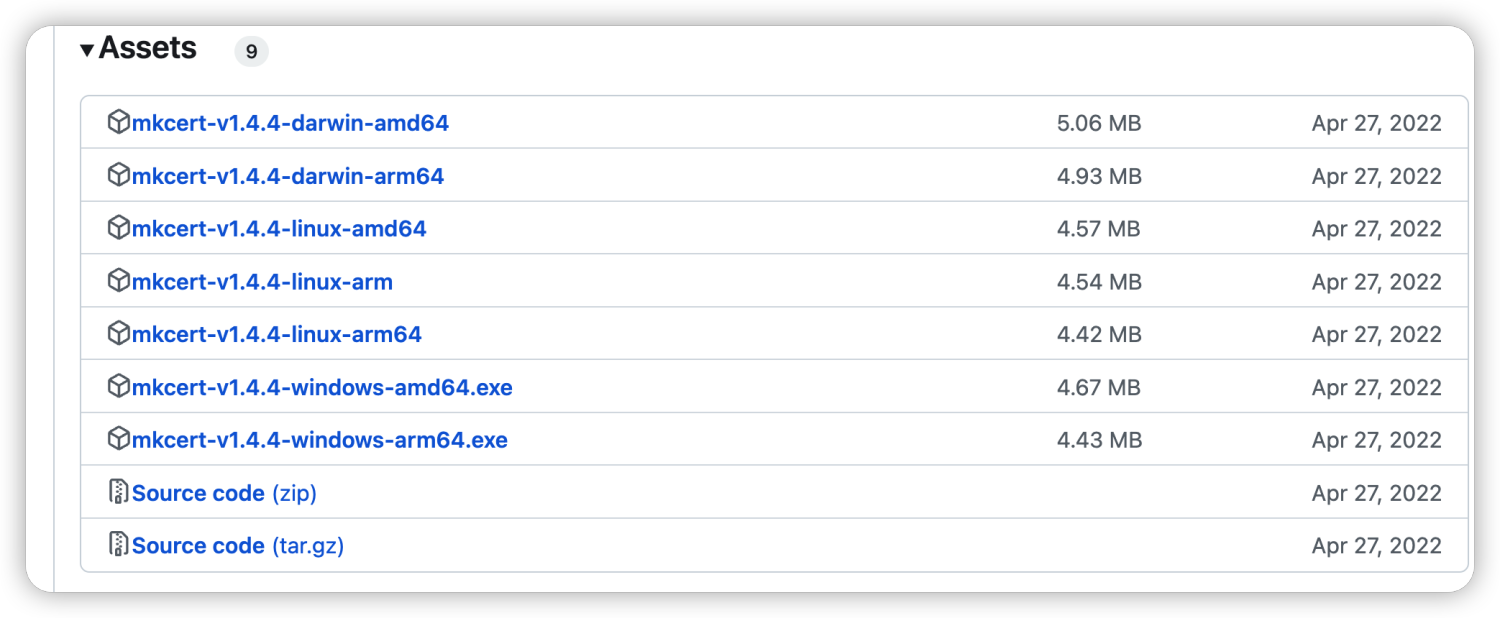 ▾Assets 9
mkcert-v1.4.4-darwin-amd64 5.06 MB Apr 27, 2022
mkcert-v1.4.4-darwin-arm64 4.93 MB Apr 27, 2022
mkcert-v1.4.4-linux-amd64 4.57 MB Apr 27, 2022
mkcert-v1.4.4-linux-arm 4.54 MB Apr 27, 2022
mkcert-v1.4.4-linux-arm64 4.42 MB Apr 27, 2022
mkcert-v1.4.4-windows-amd64.exe 4.67 MB Apr 27, 2022
mkcert-v1.4.4-windows-arm64.exe 4.43 MB Apr 27, 2022
Source code (zip) Apr 27, 2022
Source code (tar.gz) Apr 27, 2022